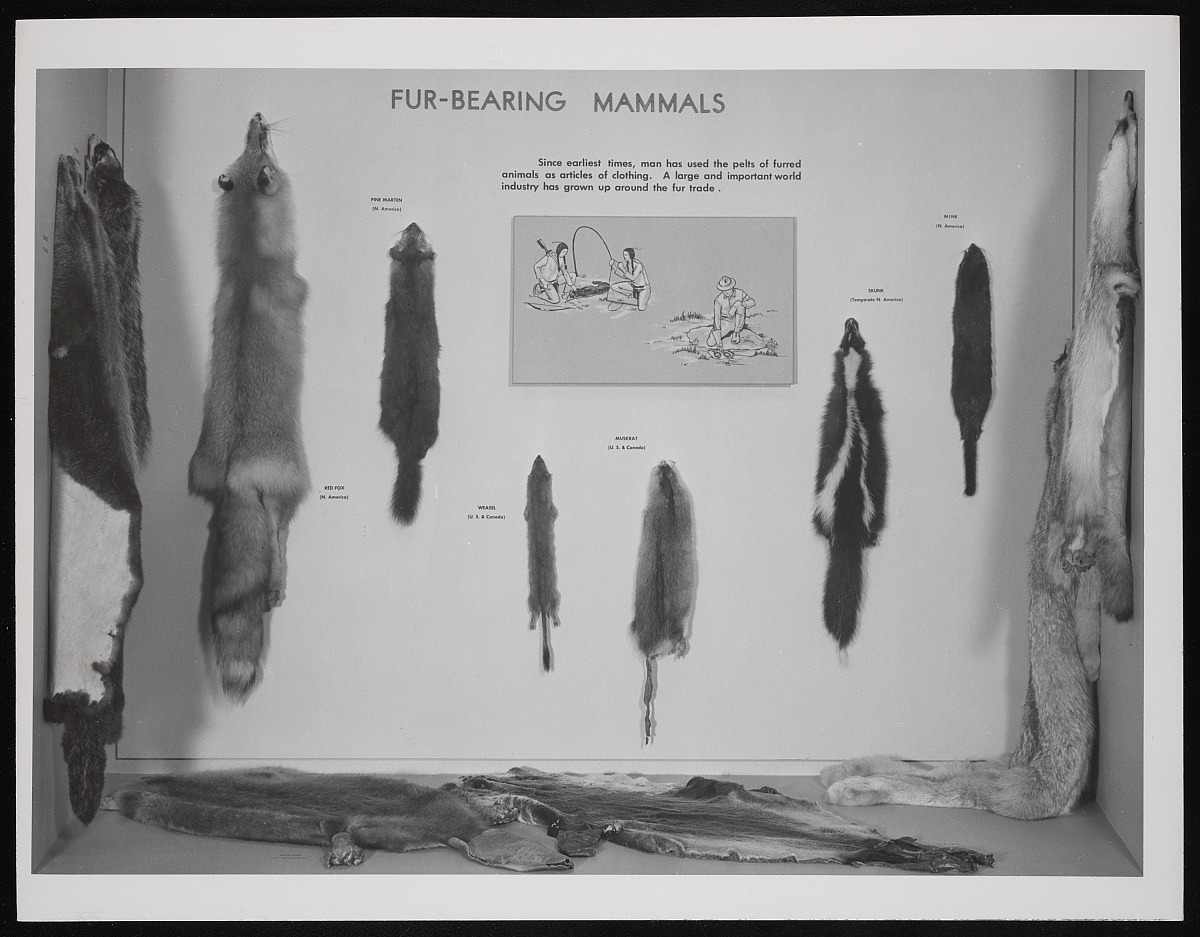 FUR-BEARING MAMMALS
Since earliest times, man has used the pelts of furred
animals as articles of clothing. A large and important world
industry has grown up around the fur trade .
PINE MARTEN
(N. America)
MINK
(N. America)
SKUNK
(Temperate N. America)
MUSKRAT
(U. S. & Canada)
RED FOX
(N. America)
WEASEL
(U. S. & Canada)